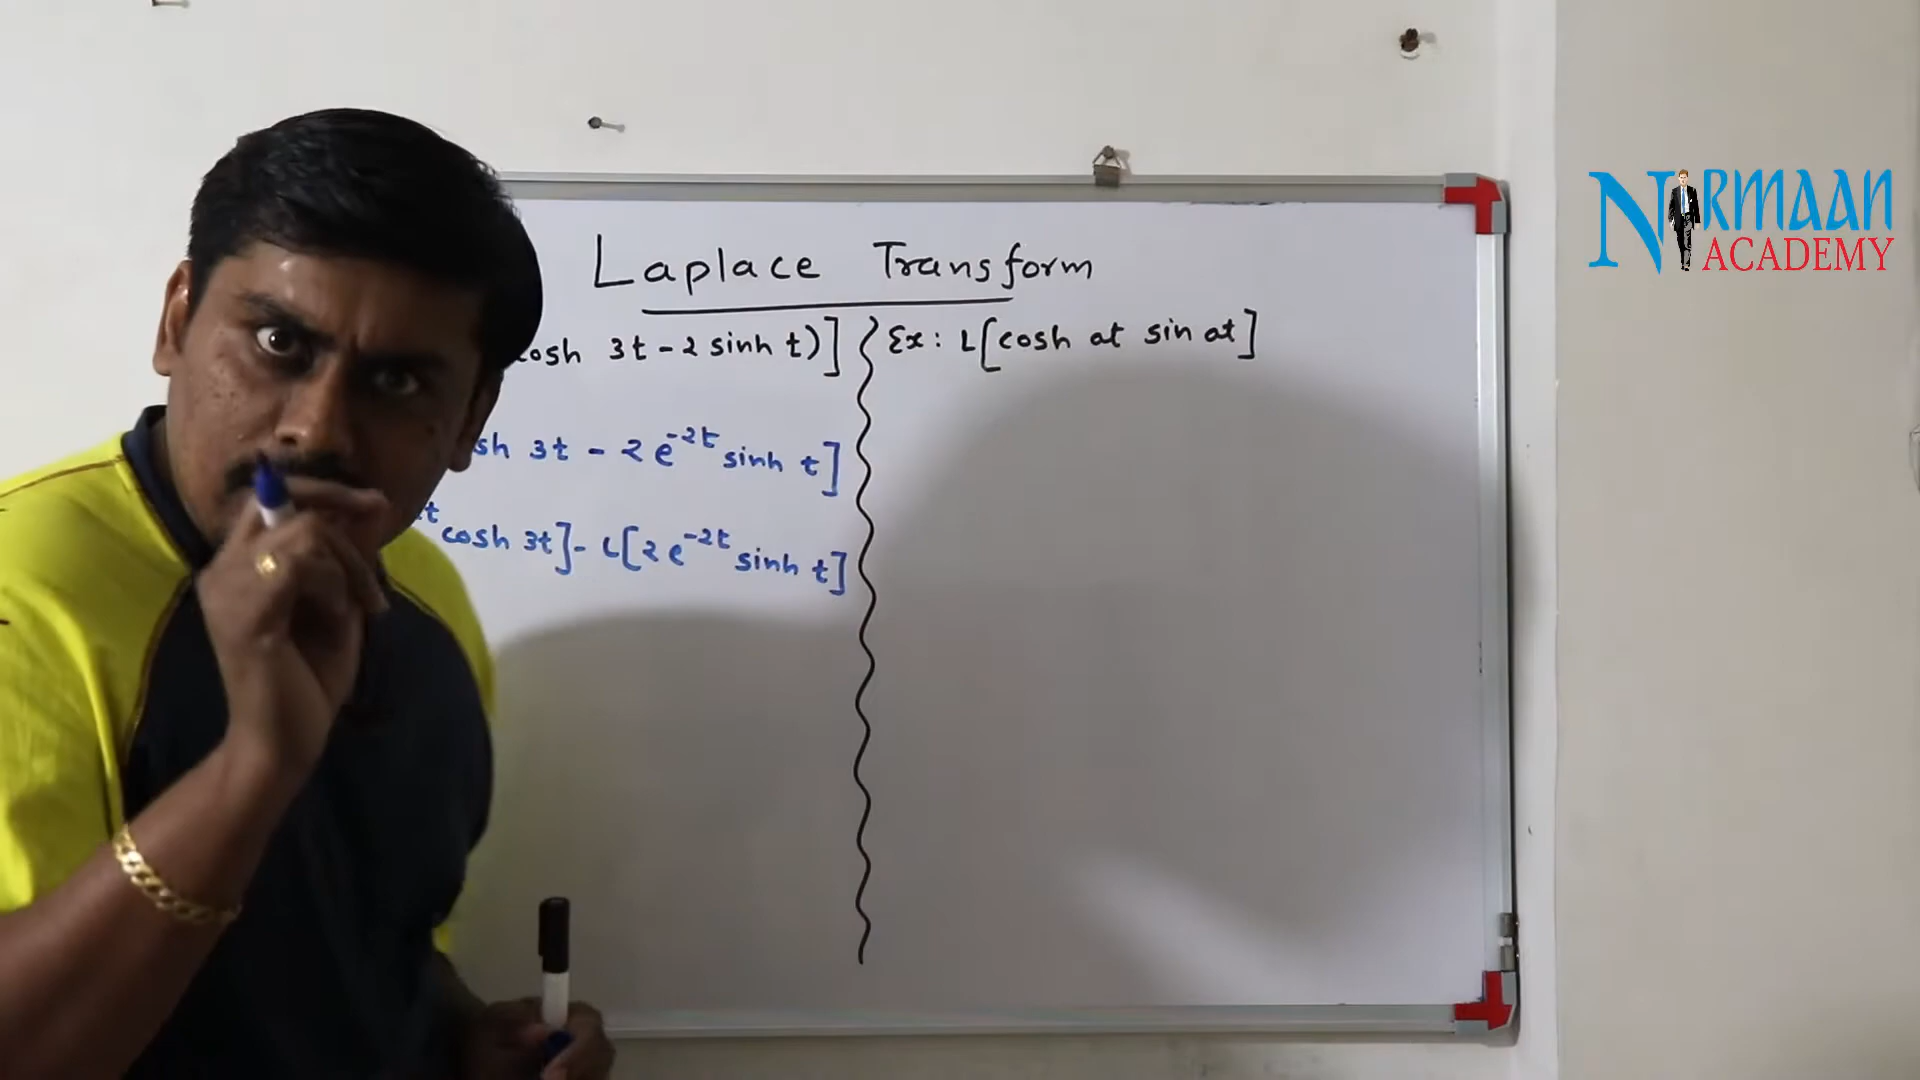 NIRMAAN
ACADEMY
Laplace Transform
cosh 3t - 2 sinh t)]
Ex: L[cosh at sin at]
sh 3t - 2 e^-2t sinh t]
t cosh 3t] - L[2 e^-2t sinh t]